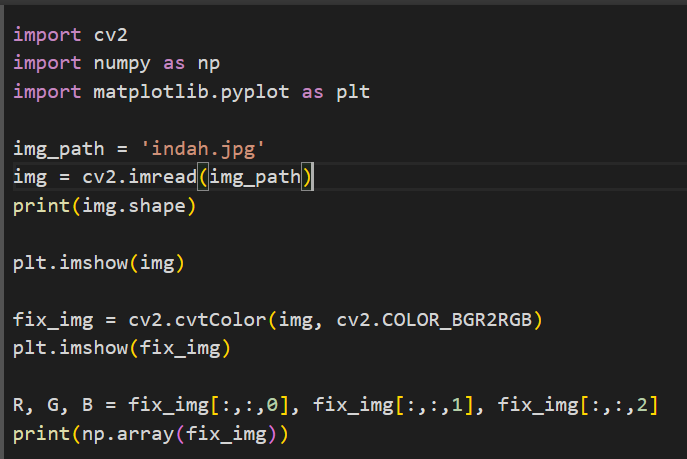 import cv2
import numpy as np
import matplotlib.pyplot as plt
img_path = 'indah.jpg'
img = cv2.imread(img_path)
print(img.shape)
plt.imshow(img)
fix_img = cv2.cvtColor(img, cv2.COLOR_BGR2RGB)
plt.imshow(fix_img)
R, G, B = fix_img[:,:,0], fix_img[:,:,1], fix_img[:,:,2]
print(np.array(fix_img))